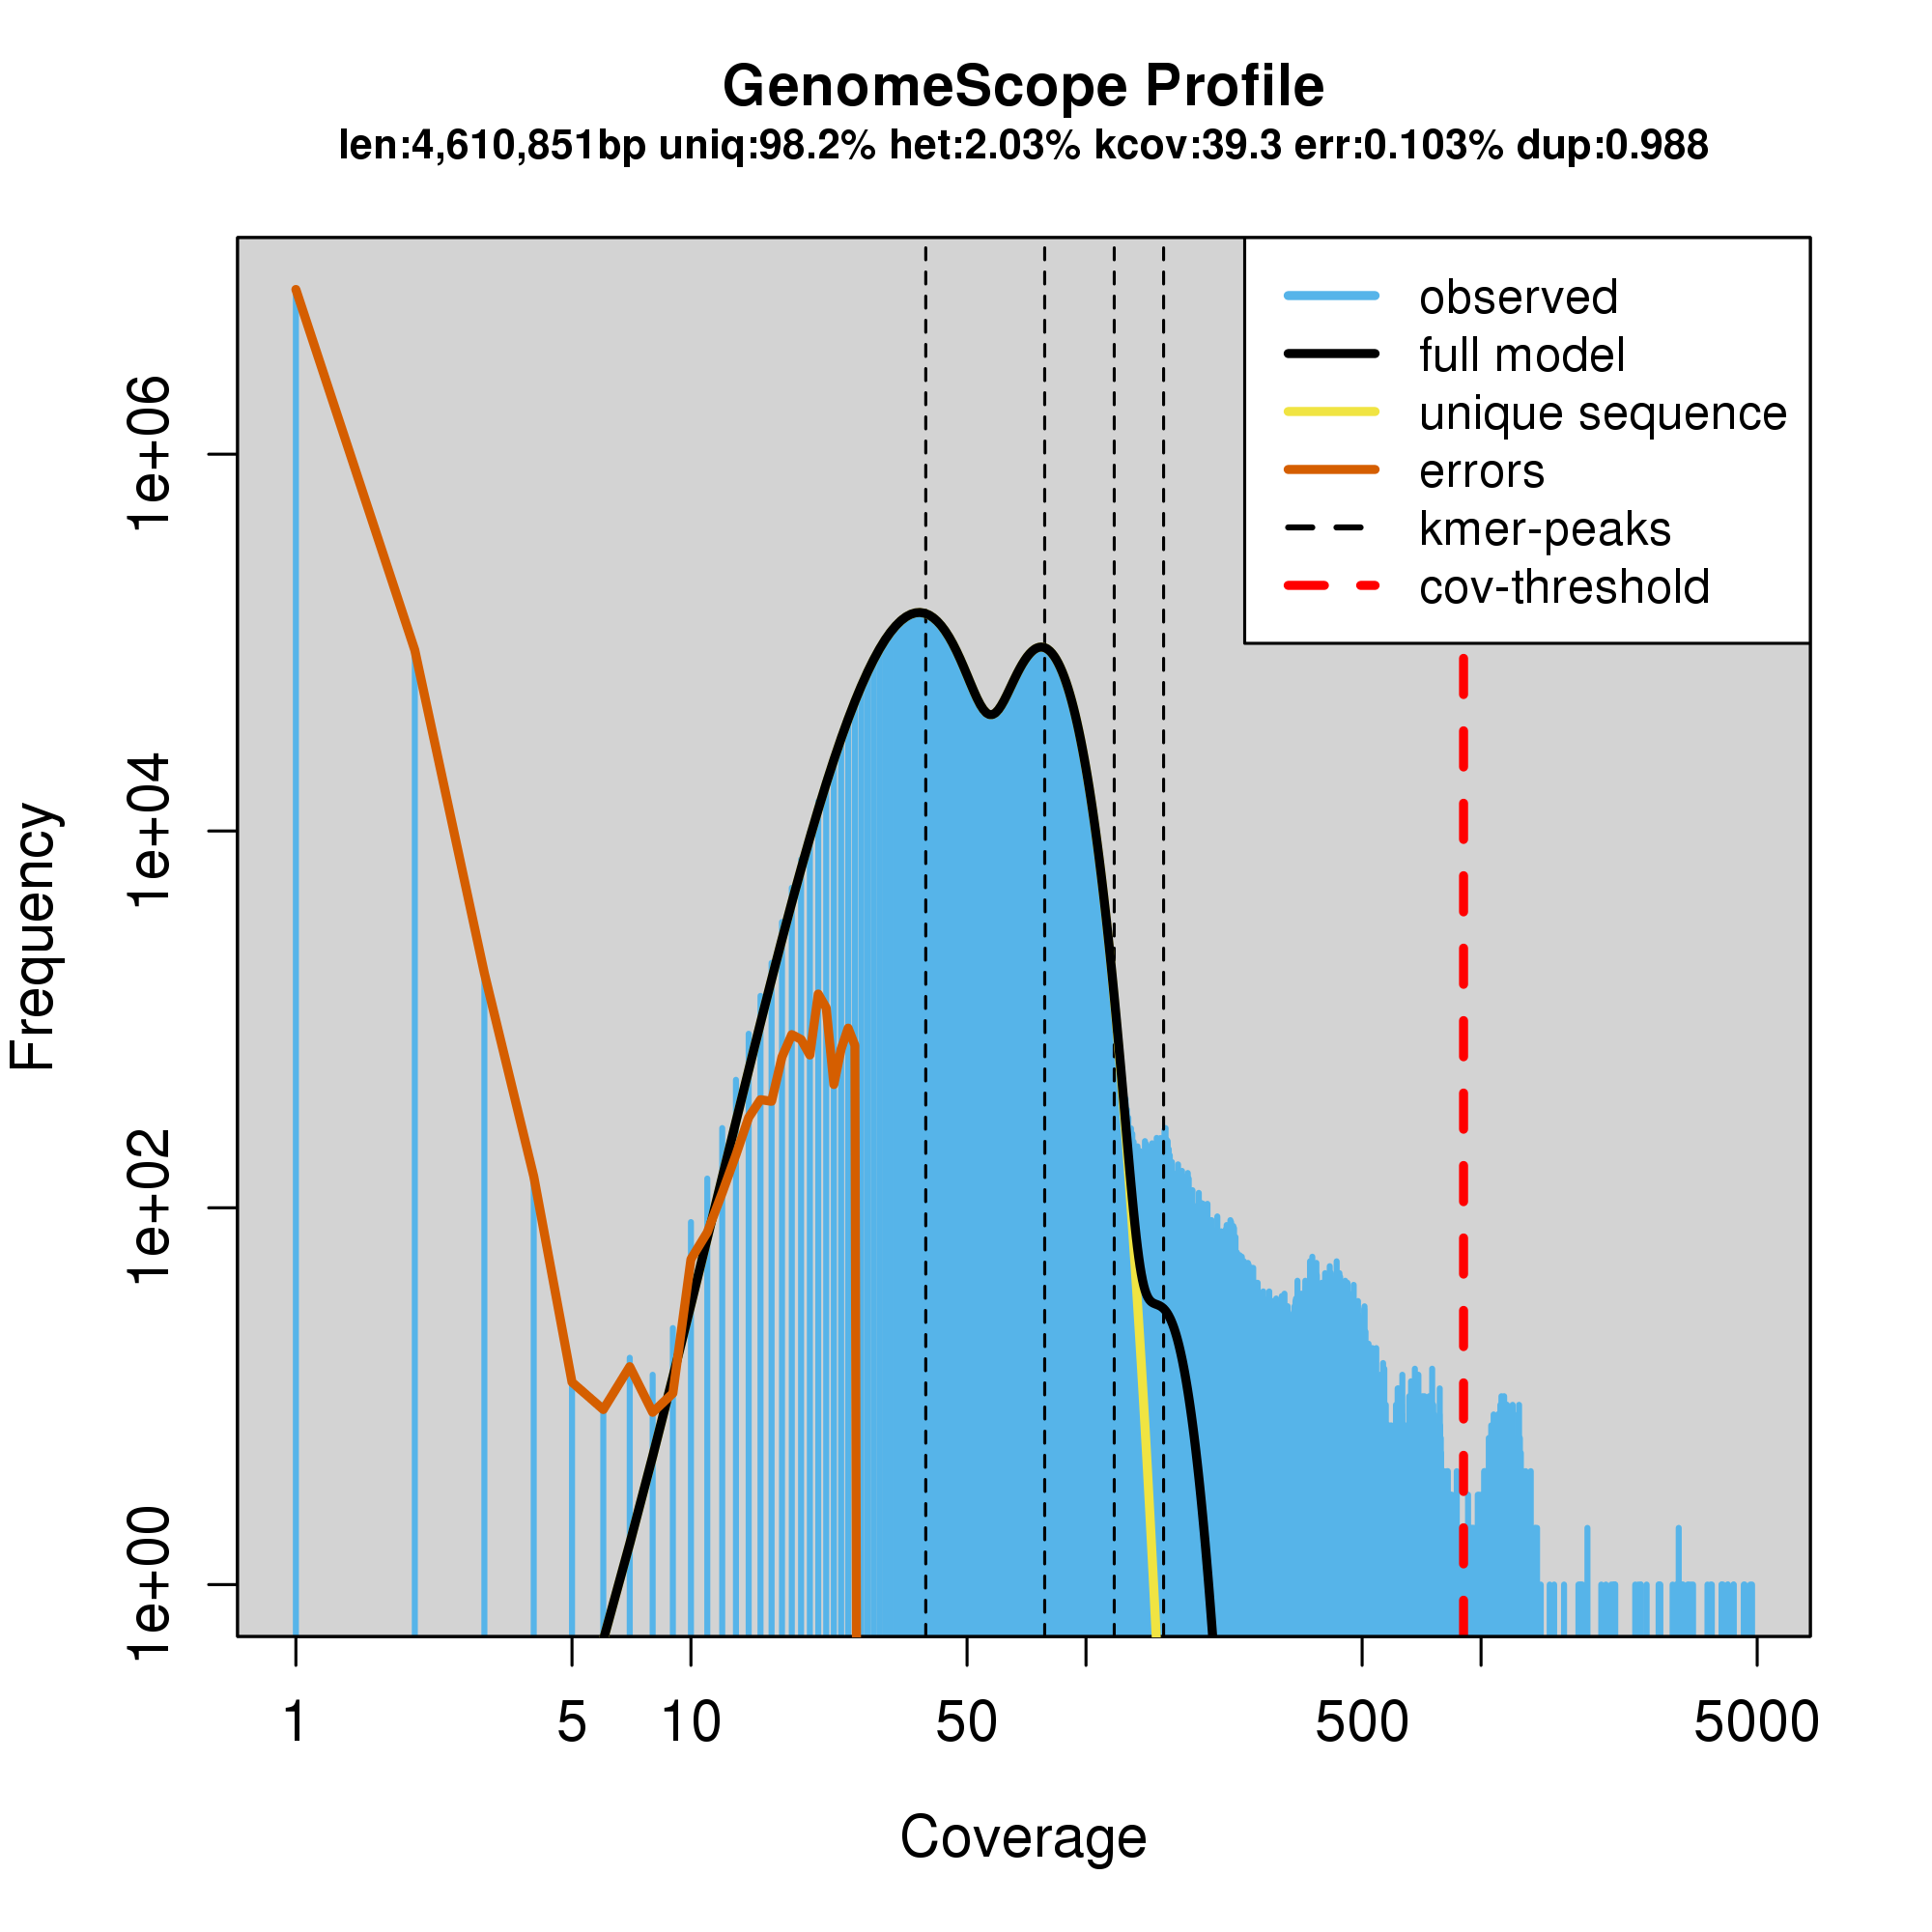 GenomeScope Profile
len:4,610,851bp uniq:98.2% het:2.03% kcov:39.3 err:0.103% dup:0.988
observed
full model
unique sequence
errors
kmer-peaks
cov-threshold
Frequency
1e+06
1e+04
1e+02
1e+00
1 5 10 50 500 5000
Coverage